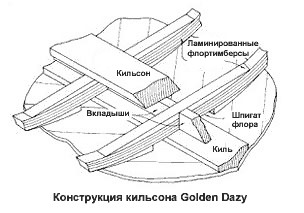 Ламинированные
флортимберсы
Кильсон
Вкладыши
Шпигат
флора
Киль
Конструкция кильсона Golden Dazy